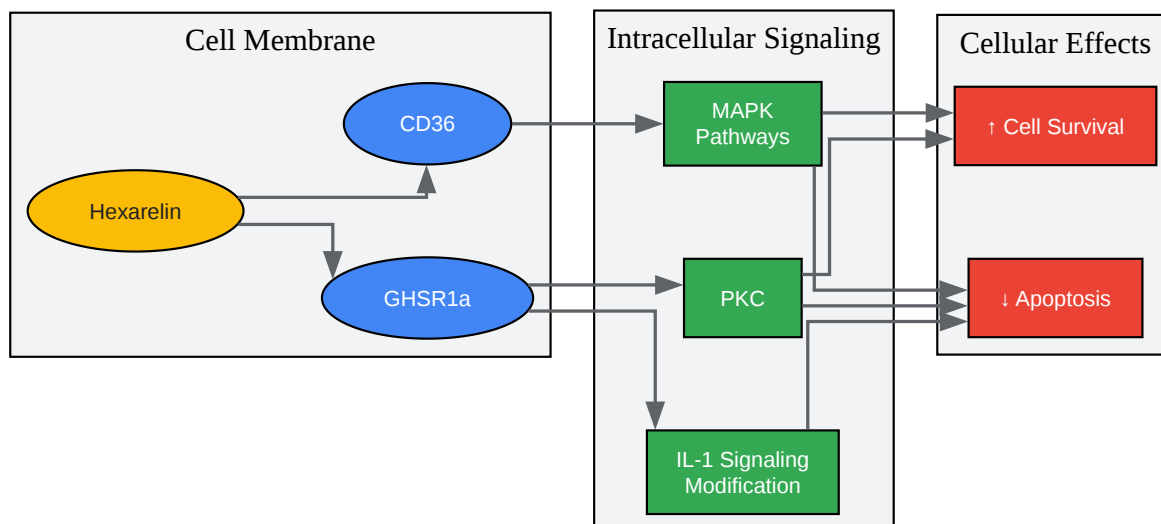 Cell Membrane
Hexarelin
CD36
GHSR1a
Intracellular Signaling
MAPK
Pathways
PKC
IL-1 Signaling
Modification
Cellular Effects
↑ Cell Survival
↓ Apoptosis